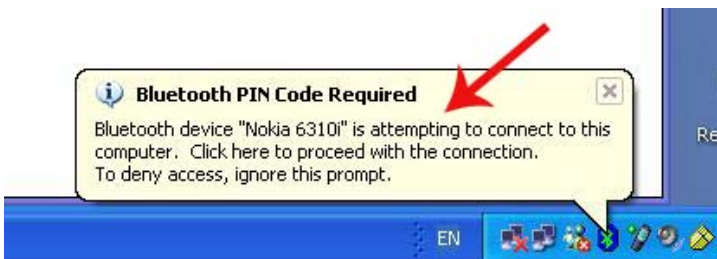 Bluetooth PIN Code Required
Bluetooth device "Nokia 6310i" is attempting to connect to this
computer. Click here to proceed with the connection.
To deny access, ignore this prompt.
Re
EN